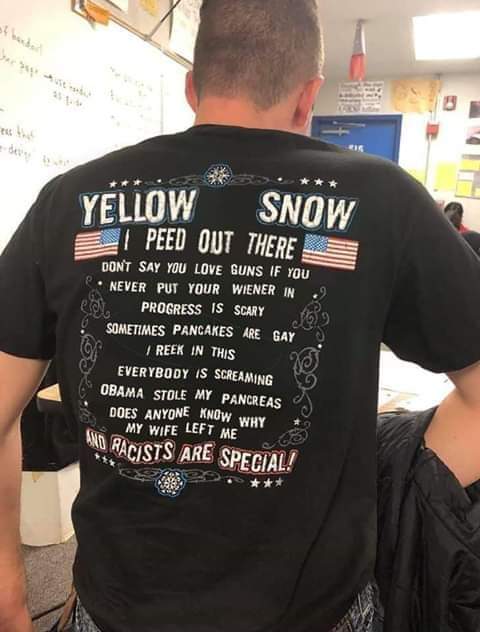 of handout
YELLOW SNOW
I PEED OUT THERE
DON'T SAY YOU LOVE GUNS IF YOU
NEVER PUT YOUR WIENER IN
PROGRESS IS SCARY
SOMETIMES PANCAKES ARE GAY
I REEK IN THIS
EVERYBODY IS SCREAMING
OBAMA STOLE MY PANCREAS
DOES ANYONE KNOW WHY
MY WIFE LEFT ME
AND RACISTS ARE SPECIAL!